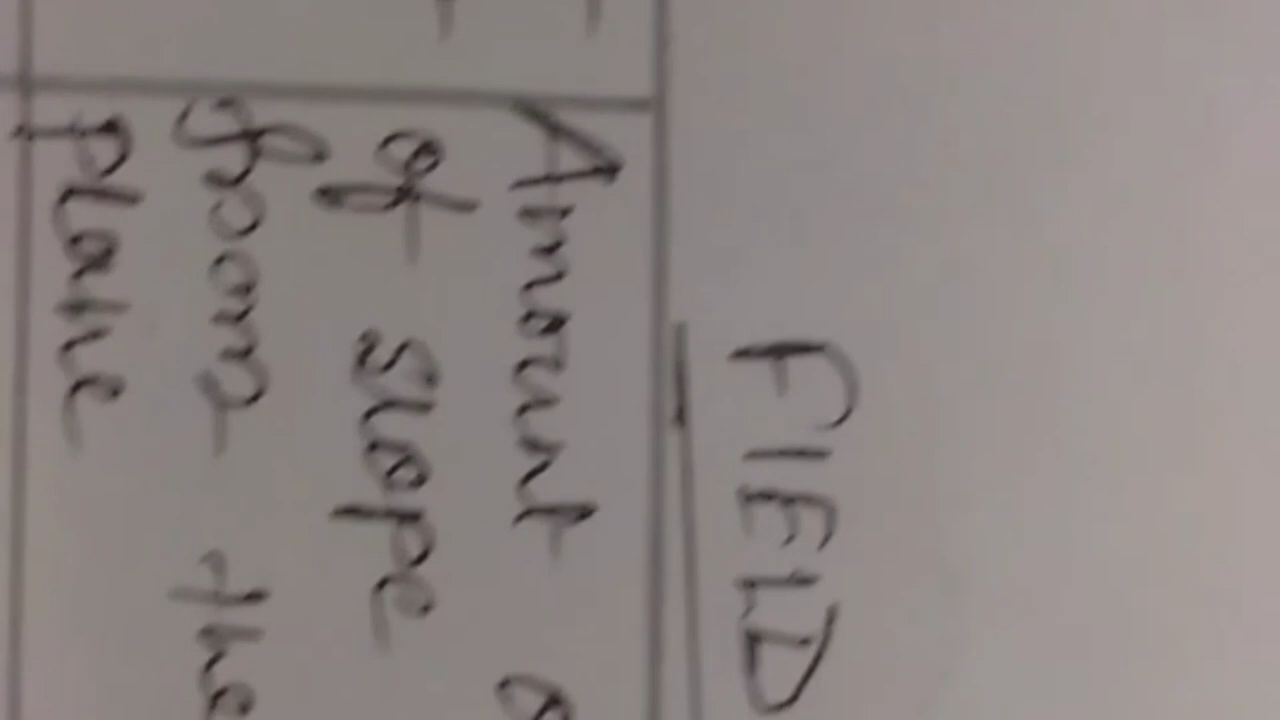 FIELD
Amount
of slope
from the
plane